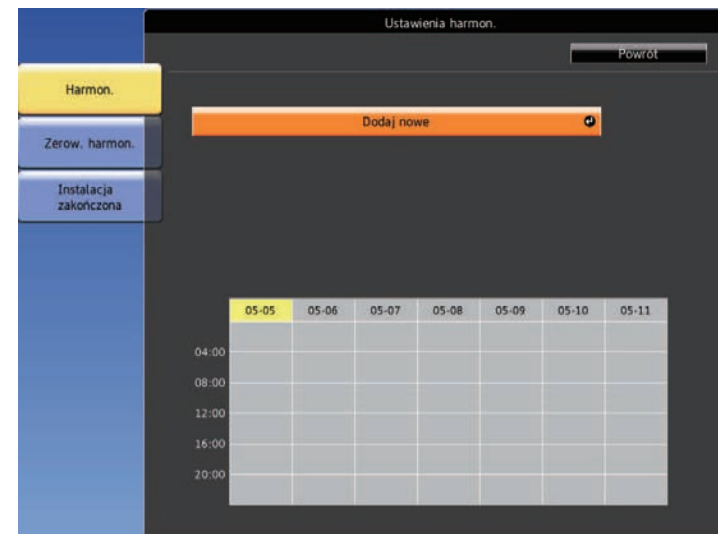 Ustawienia harmon.
Powrót
Harmon.
Dodaj nowe
Zerow. harmon.
Instalacja
zakończona
05-05 05-06 05-07 05-08 05-09 05-10 05-11
04:00
08:00
12:00
16:00
20:00